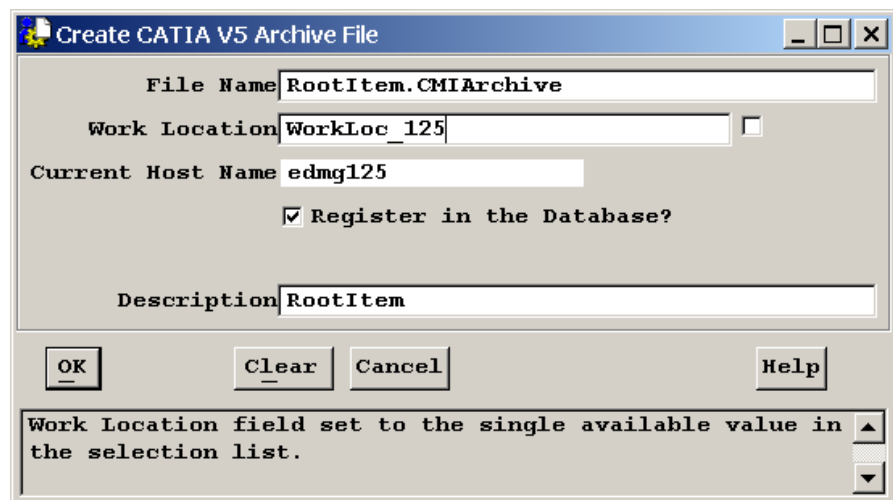 Create CATIA V5 Archive File
File Name RootItem.CMIArchive
Work Location WorkLoc_125
Current Host Name edmg125
Register in the Database?
Description RootItem
OK Clear Cancel Help
Work Location field set to the single available value in
the selection list.